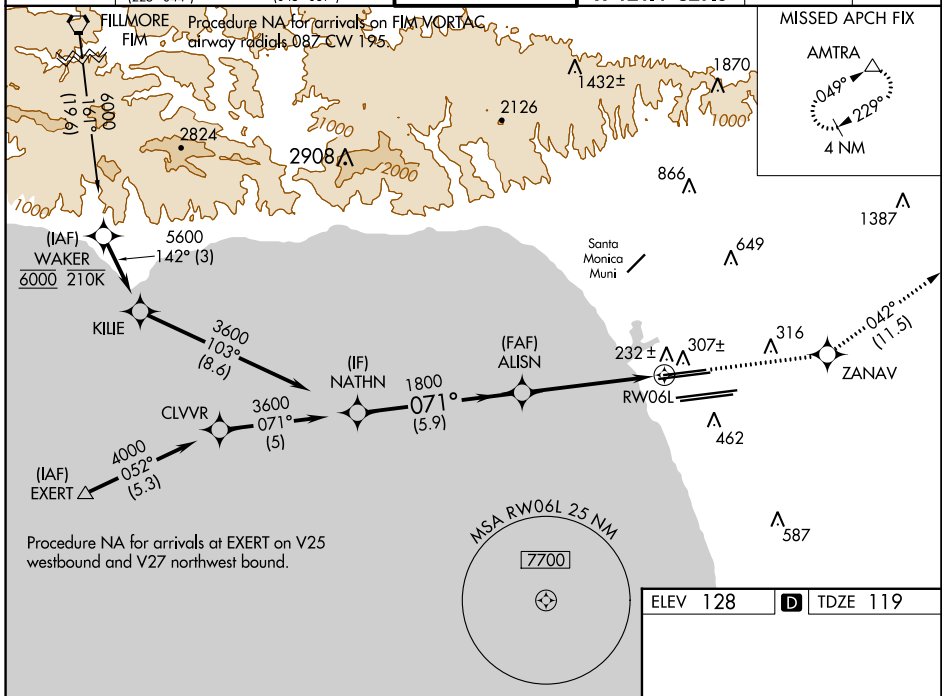 FILLMORE
FIM
Procedure NA for arrivals on FIM VORTAC
airway radials 087 CW 195.
6000
161°
(19.6)
MISSED APCH FIX
AMTRA
049°
229°
4 NM
1432±
1870
2126
1000
2824
1000
2908
2000
1000
866
1387
(IAF)
WAKER
6000 210K
5600
142° (3)
Santa
Monica
Muni
649
KILIE
3600
103°
(8.6)
(IF)
NATHN
(FAF)
ALISN
232±
307±
316
042°
(11.5)
ZANAV
RW06L
1800
071°
(5.9)
CLVVR
3600
071°
(5)
462
4000
052°
(5.3)
(IAF)
EXERT
587
Procedure NA for arrivals at EXERT on V25
westbound and V27 northwest bound.
MSA RW06L 25 NM
7700
ELEV 128 D TDZE 119